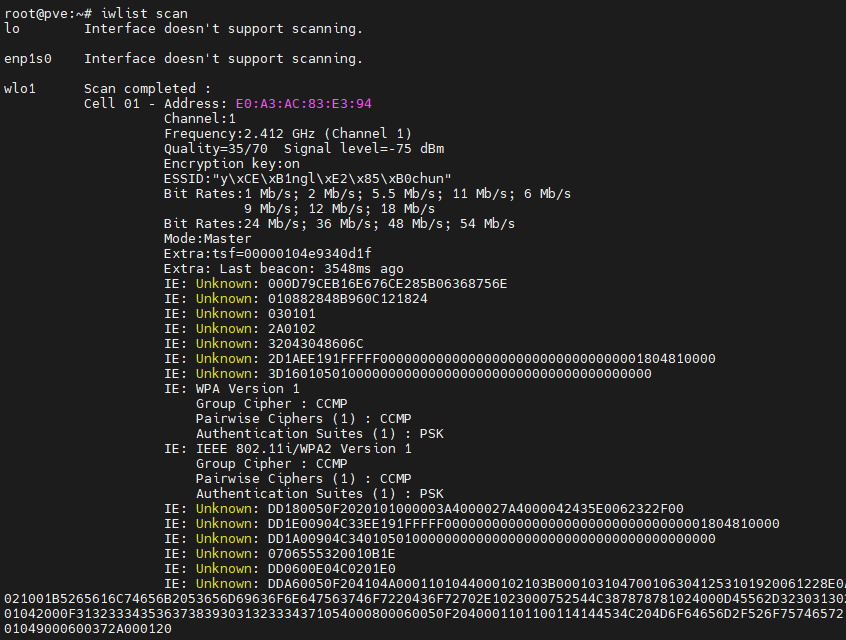 root@pve:~# iwlist scan
lo Interface doesn't support scanning.
enp1s0 Interface doesn't support scanning.
wlo1 Scan completed :
Cell 01 - Address: E0:A3:AC:83:E3:94
Channel:1
Frequency:2.412 GHz (Channel 1)
Quality=35/70 Signal level=-75 dBm
Encryption key:on
ESSID:"y\xCE\xB1ngl\xE2\x85\xB0chun"
Bit Rates:1 Mb/s; 2 Mb/s; 5.5 Mb/s; 11 Mb/s; 6 Mb/s
9 Mb/s; 12 Mb/s; 18 Mb/s
Bit Rates:24 Mb/s; 36 Mb/s; 48 Mb/s; 54 Mb/s
Mode:Master
Extra:tsf=00000104e9340d1f
Extra: Last beacon: 3548ms ago
IE: Unknown: 000D79CEB16E676CE285B06368756E
IE: Unknown: 010882848B960C121824
IE: Unknown: 030101
IE: Unknown: 2A0102
IE: Unknown: 32043048606C
IE: Unknown: 2D1AEE191FFFFF000000000000000000000000000000001804810000
IE: Unknown: 3D1601050100000000000000000000000000000000000000
IE: WPA Version 1
Group Cipher : CCMP
Pairwise Ciphers (1) : CCMP
Authentication Suites (1) : PSK
IE: IEEE 802.11i/WPA2 Version 1
Group Cipher : CCMP
Pairwise Ciphers (1) : CCMP
Authentication Suites (1) : PSK
IE: Unknown: DD180050F2020101000003A4000027A4000042435E0062322F00
IE: Unknown: DD1E00904C33EE191FFFFF000000000000000000000000000000001804810000
IE: Unknown: DD1A00904C3401050100000000000000000000000000000000000000
IE: Unknown: 0706555320010B1E
IE: Unknown: DD0600E04C0201E0
IE: Unknown: DDA60050F204104A0001101044000102103B0001031047001063041253101920061228E0A
021001B5265616C74656B2053656D69636F6E647563746F7220436F72702E1023000752544C387878781024000D45562D32303130
01042000F3132333435363738393031323334371054000800060050F204000110110011​4144534C204D6F64656D2F526F75746572
01049000600372A000120